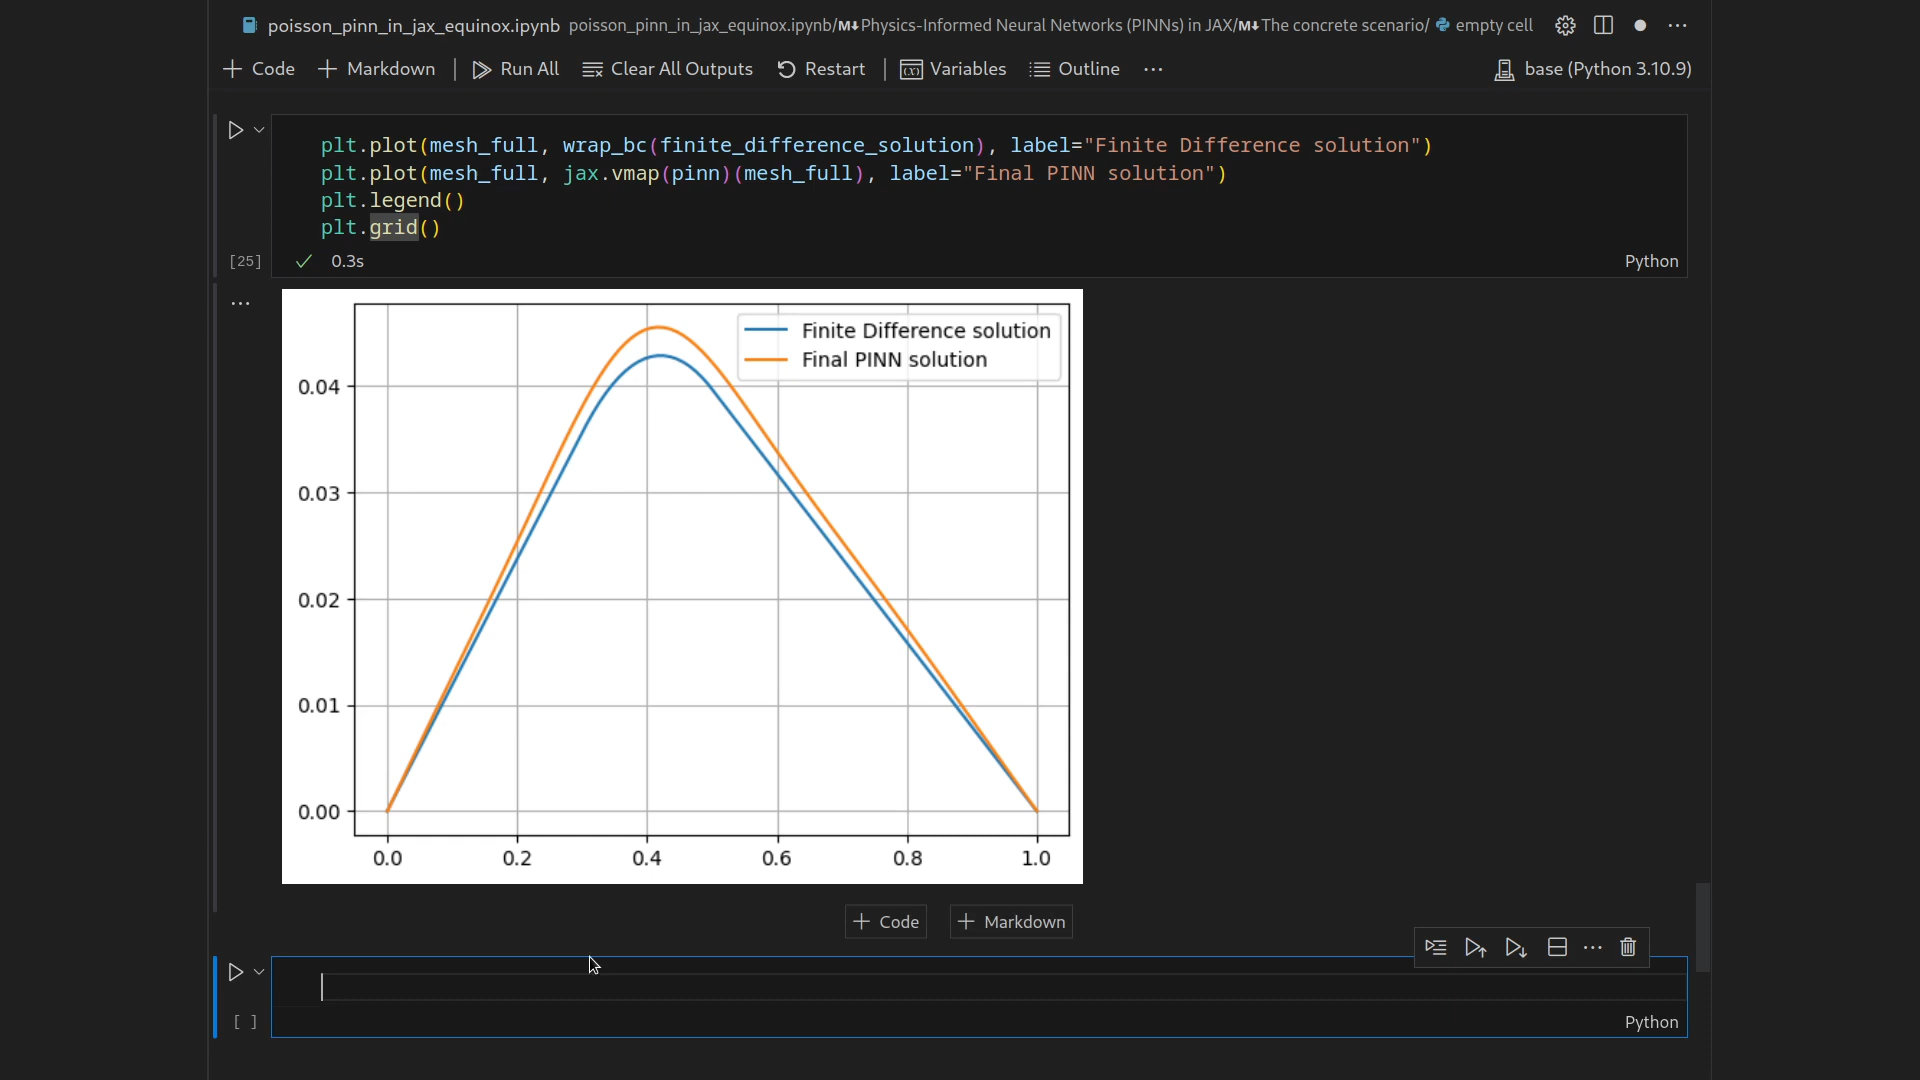 poisson_pinn_in_jax_equinox.ipynb poisson_pinn_in_jax_equinox.ipynb/M↓Physics-Informed Neural Networks (PINNs) in JAX/M↓The concrete scenario/ empty cell ⋯
+ Code + Markdown | Run All Clear All Outputs Restart | (x) Variables Outline ⋯ base (Python 3.10.9)
plt.plot(mesh_full, wrap_bc(finite_difference_solution), label="Finite Difference solution")
plt.plot(mesh_full, jax.vmap(pinn)(mesh_full), label="Final PINN solution")
plt.legend()
plt.grid()
[25] ✓ 0.3s Python
...
Finite Difference solution
Final PINN solution
0.04
0.03
0.02
0.01
0.00
0.0 0.2 0.4 0.6 0.8 1.0
+ Code + Markdown
...
[ ] Python